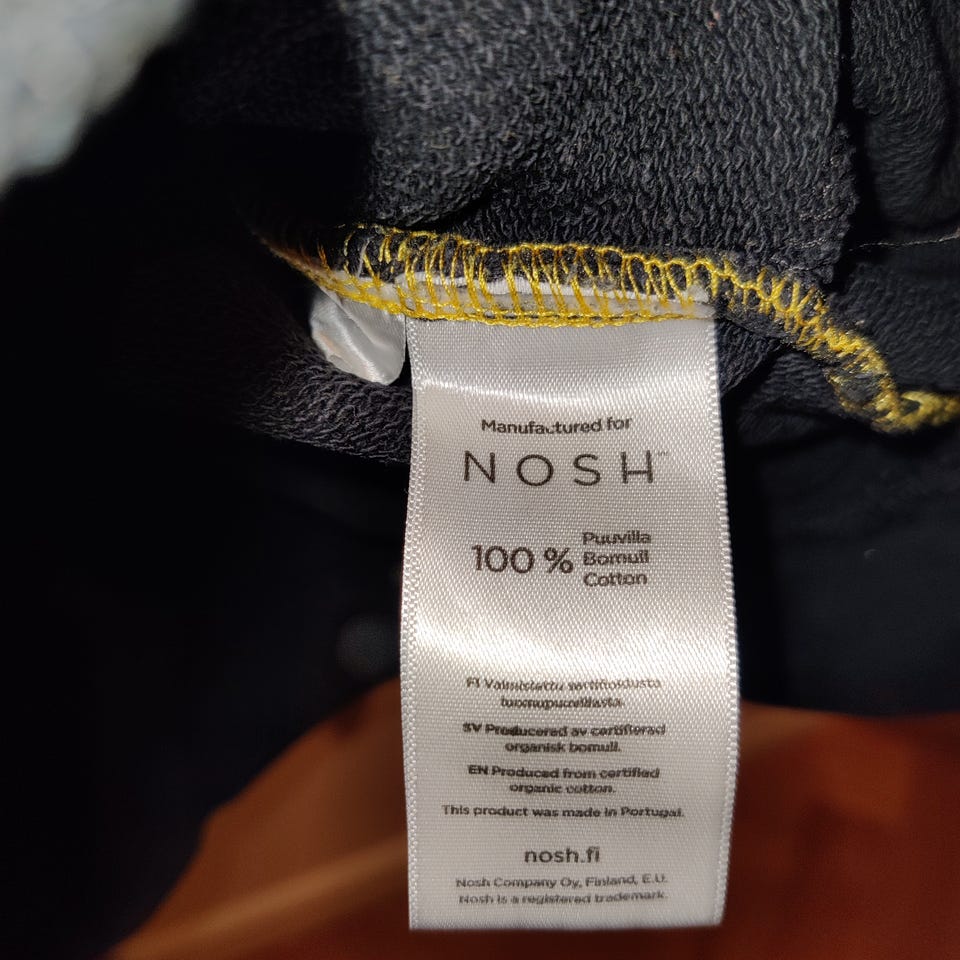 Manufactured for
NOSH™
100 % Puuvilla
Bomull
Cotton
FI Valmistettu sertifioidusta
luomupuuvillasta
SV Producerad av certifierad
organisk bomull.
EN Produced from certified
organic cotton.
This product was made in Portugal.
nosh.fi
Nosh Company Oy, Finland, E.U.
Nosh is a registered trademark.